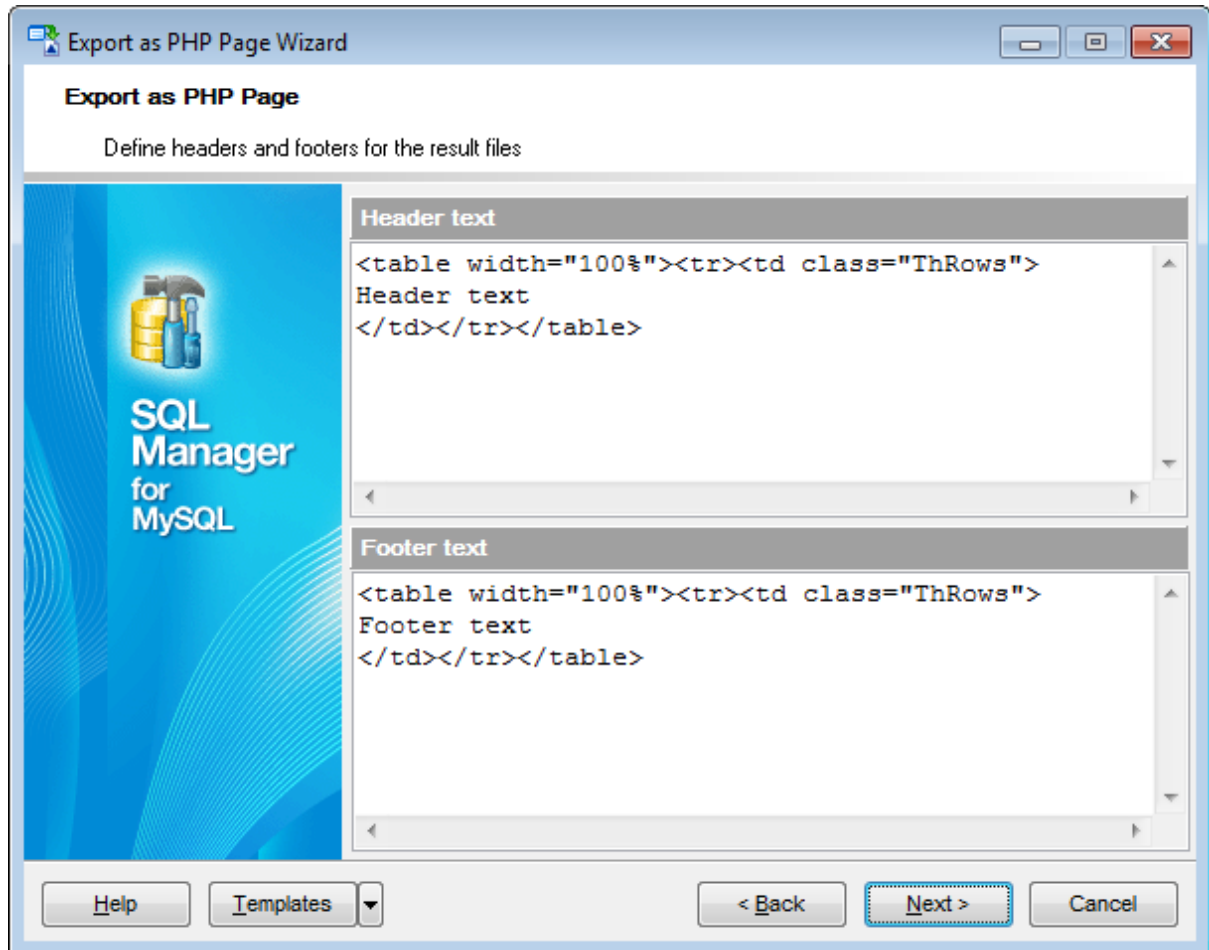 Export as PHP Page Wizard
Export as PHP Page
Define headers and footers for the result files
SQL
Manager
for
MySQL
Header text
<table width="100%"><tr><td class="ThRows">
Header text
</td></tr></table>
Footer text
<table width="100%"><tr><td class="ThRows">
Footer text
</td></tr></table>
Help
Templates
< Back
Next >
Cancel